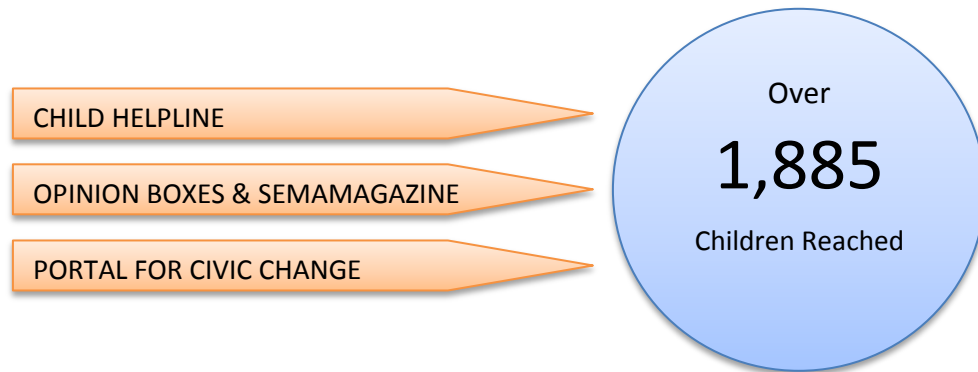 CHILD HELPLINE
OPINION BOXES & SEMAMAGAZINE
PORTAL FOR CIVIC CHANGE
Over
1,885
Children Reached